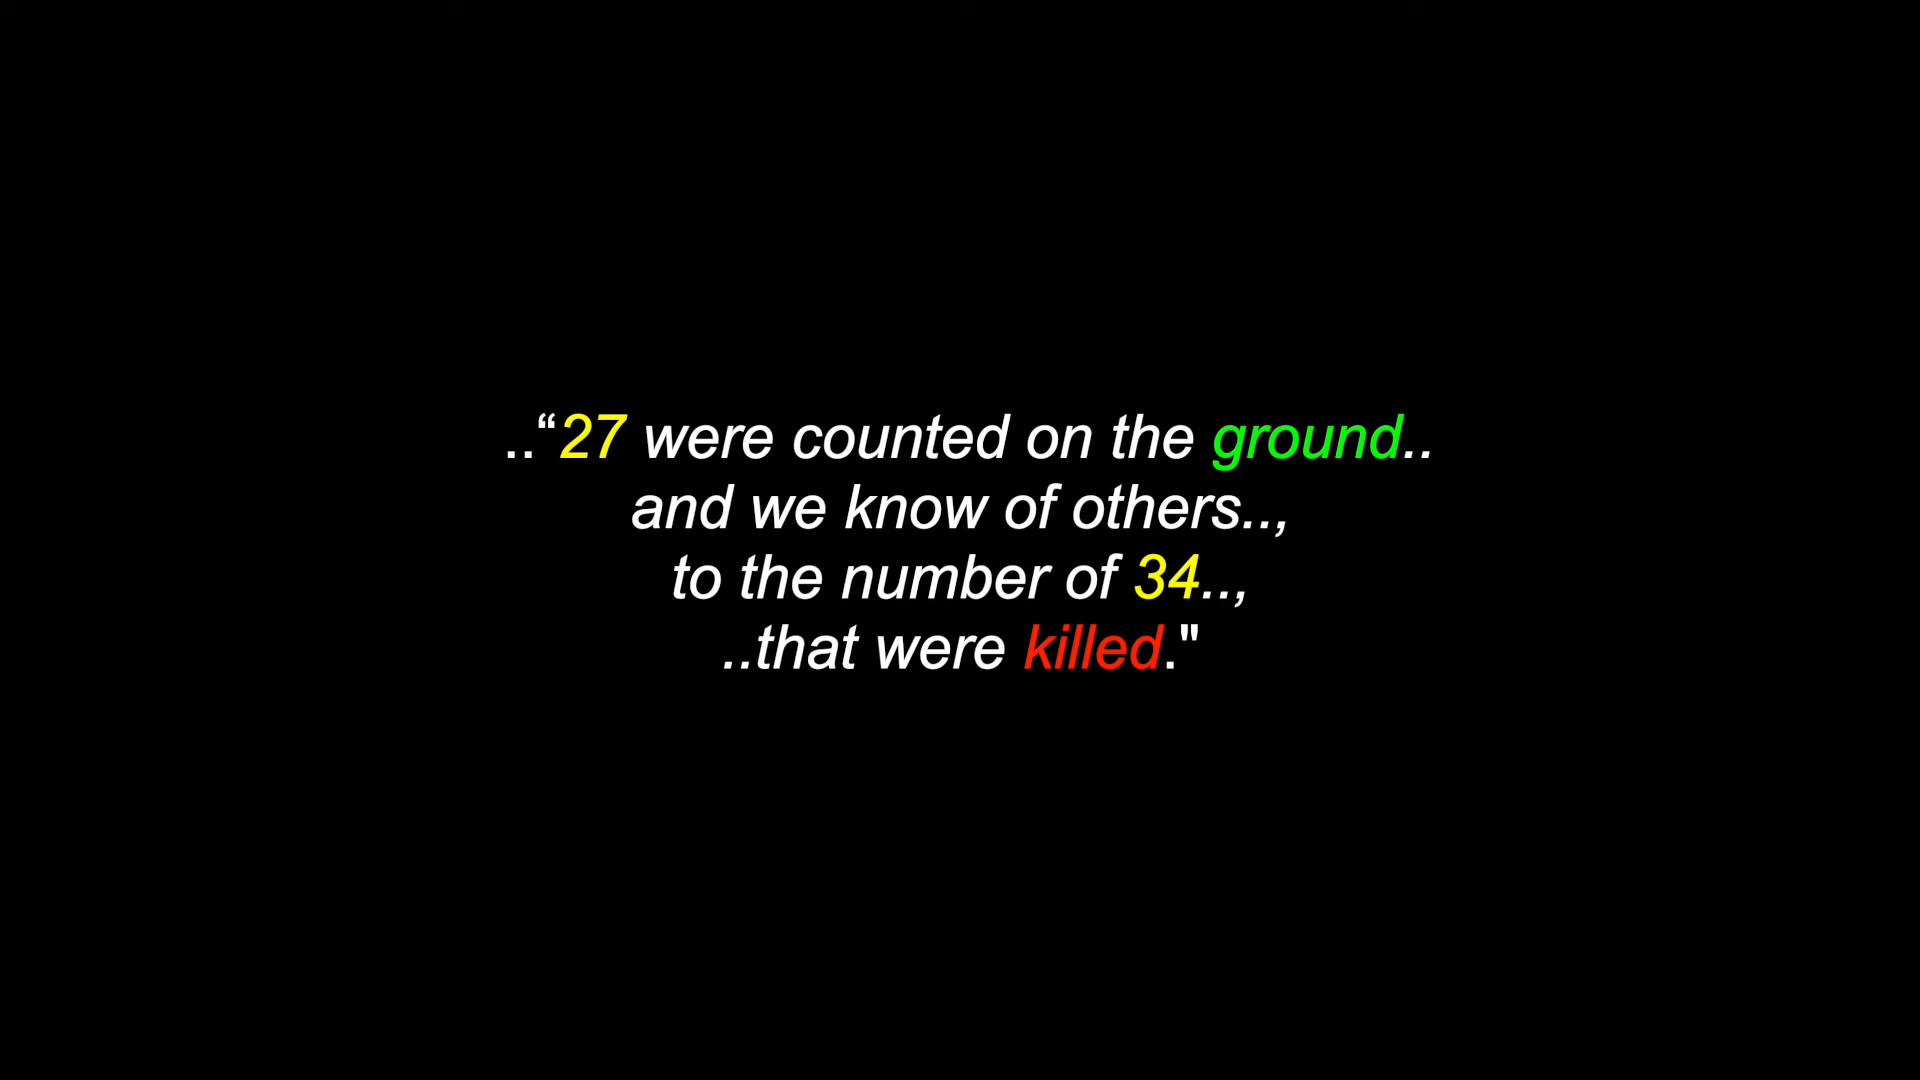 ..“27 were counted on the ground..
and we know of others..,
to the number of 34..,
..that were killed."